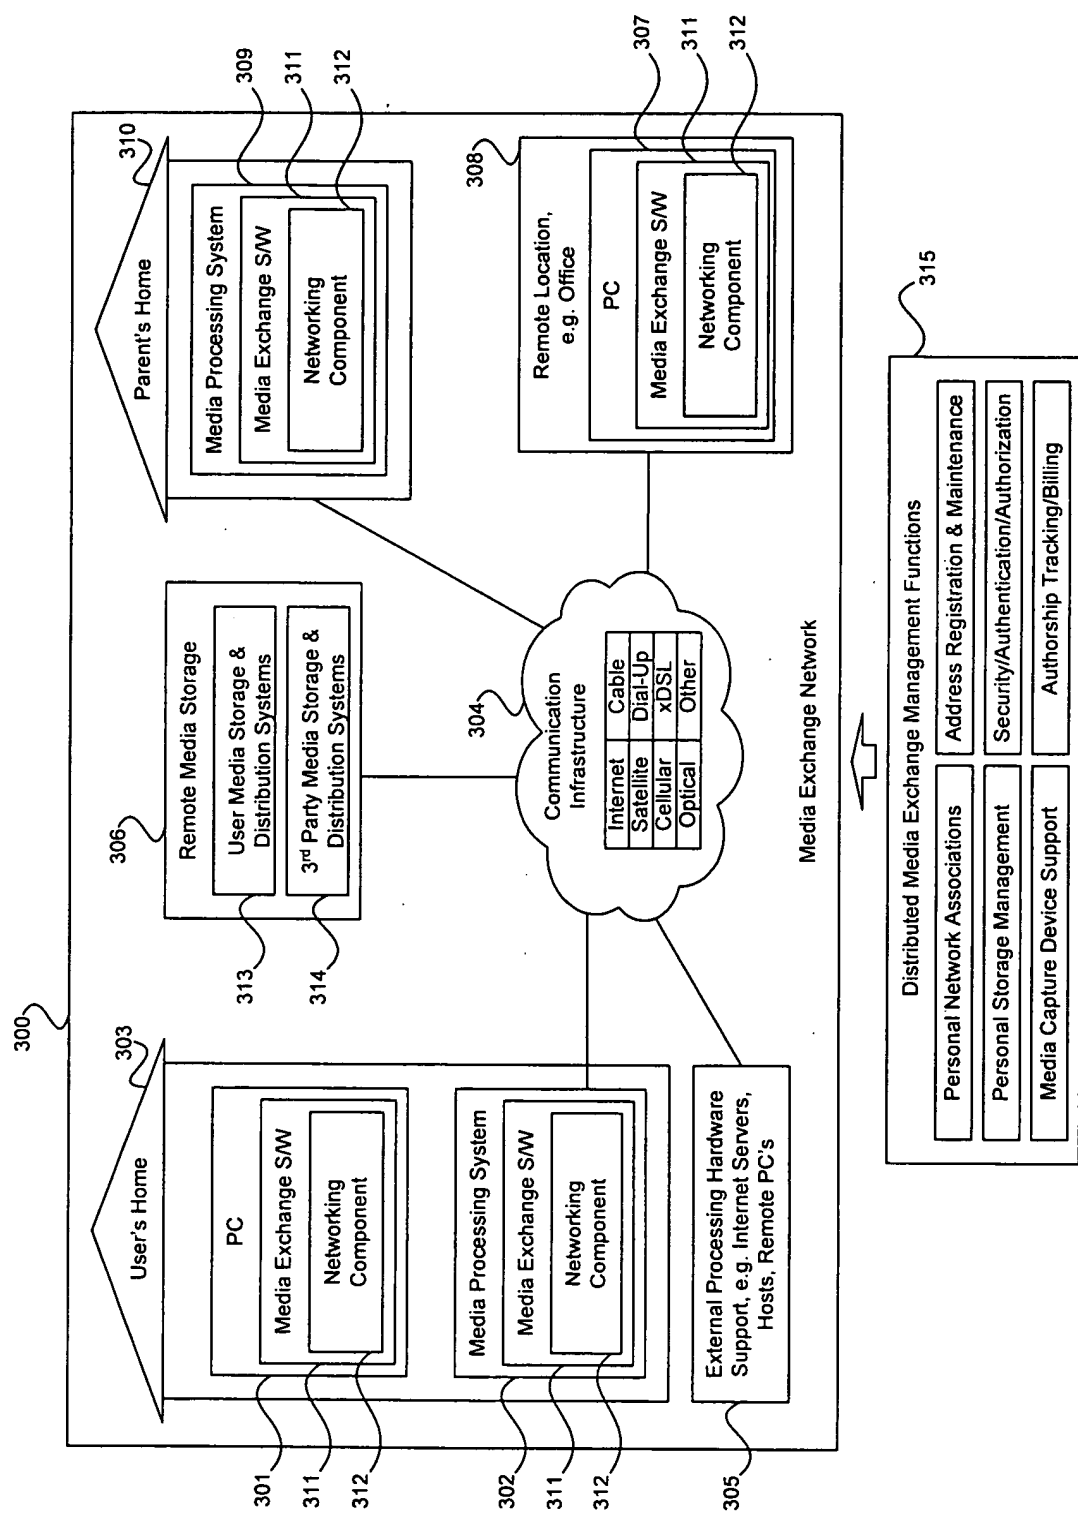 300
303
User's Home
PC
Media Exchange S/W
Networking
Component
301
311
312
Media Processing System
Media Exchange S/W
Networking
Component
302
311
312
External Processing Hardware
Support, e.g. Internet Servers,
Hosts, Remote PC's
305
306
Remote Media Storage
User Media Storage &
Distribution Systems
3rd Party Media Storage &
Distribution Systems
313
314
304
Communication
Infrastructure
Internet Cable
Satellite Dial-Up
Cellular xDSL
Optical Other
310
Parent's Home
Media Processing System
Media Exchange S/W
Networking
Component
309
311
312
308
Remote Location,
e.g. Office
PC
Media Exchange S/W
Networking
Component
307
311
312
Media Exchange Network
315
Distributed Media Exchange Management Functions
Personal Network Associations
Address Registration & Maintenance
Personal Storage Management
Security/Authentication/Authorization
Media Capture Device Support
Authorship Tracking/Billing